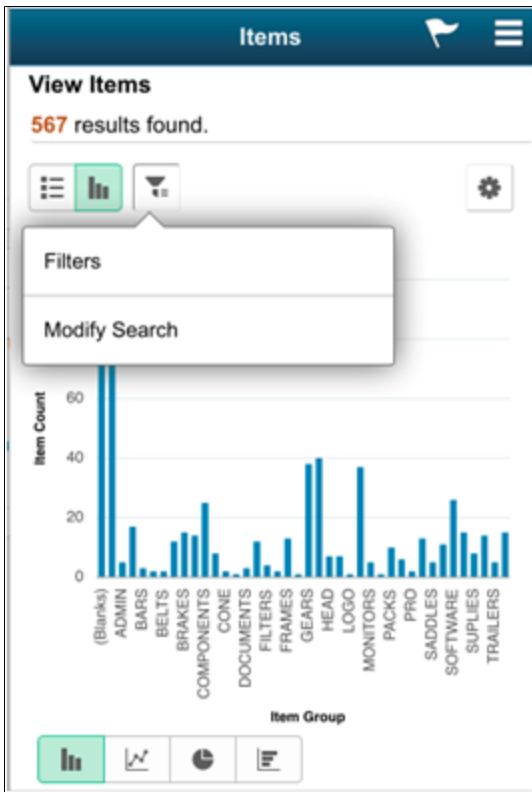 Items
View Items
567 results found.
Filters
Modify Search
Item Count
60
40
20
0
(Blanks)
ADMIN
BARS
BELTS
BRAKES
COMPONENTS
CONE
DOCUMENTS
FILTERS
FRAMES
GEARS
HEAD
LOGO
MONITORS
PACKS
PRO
SADDLES
SOFTWARE
SUPLIES
TRAILERS
Item Group